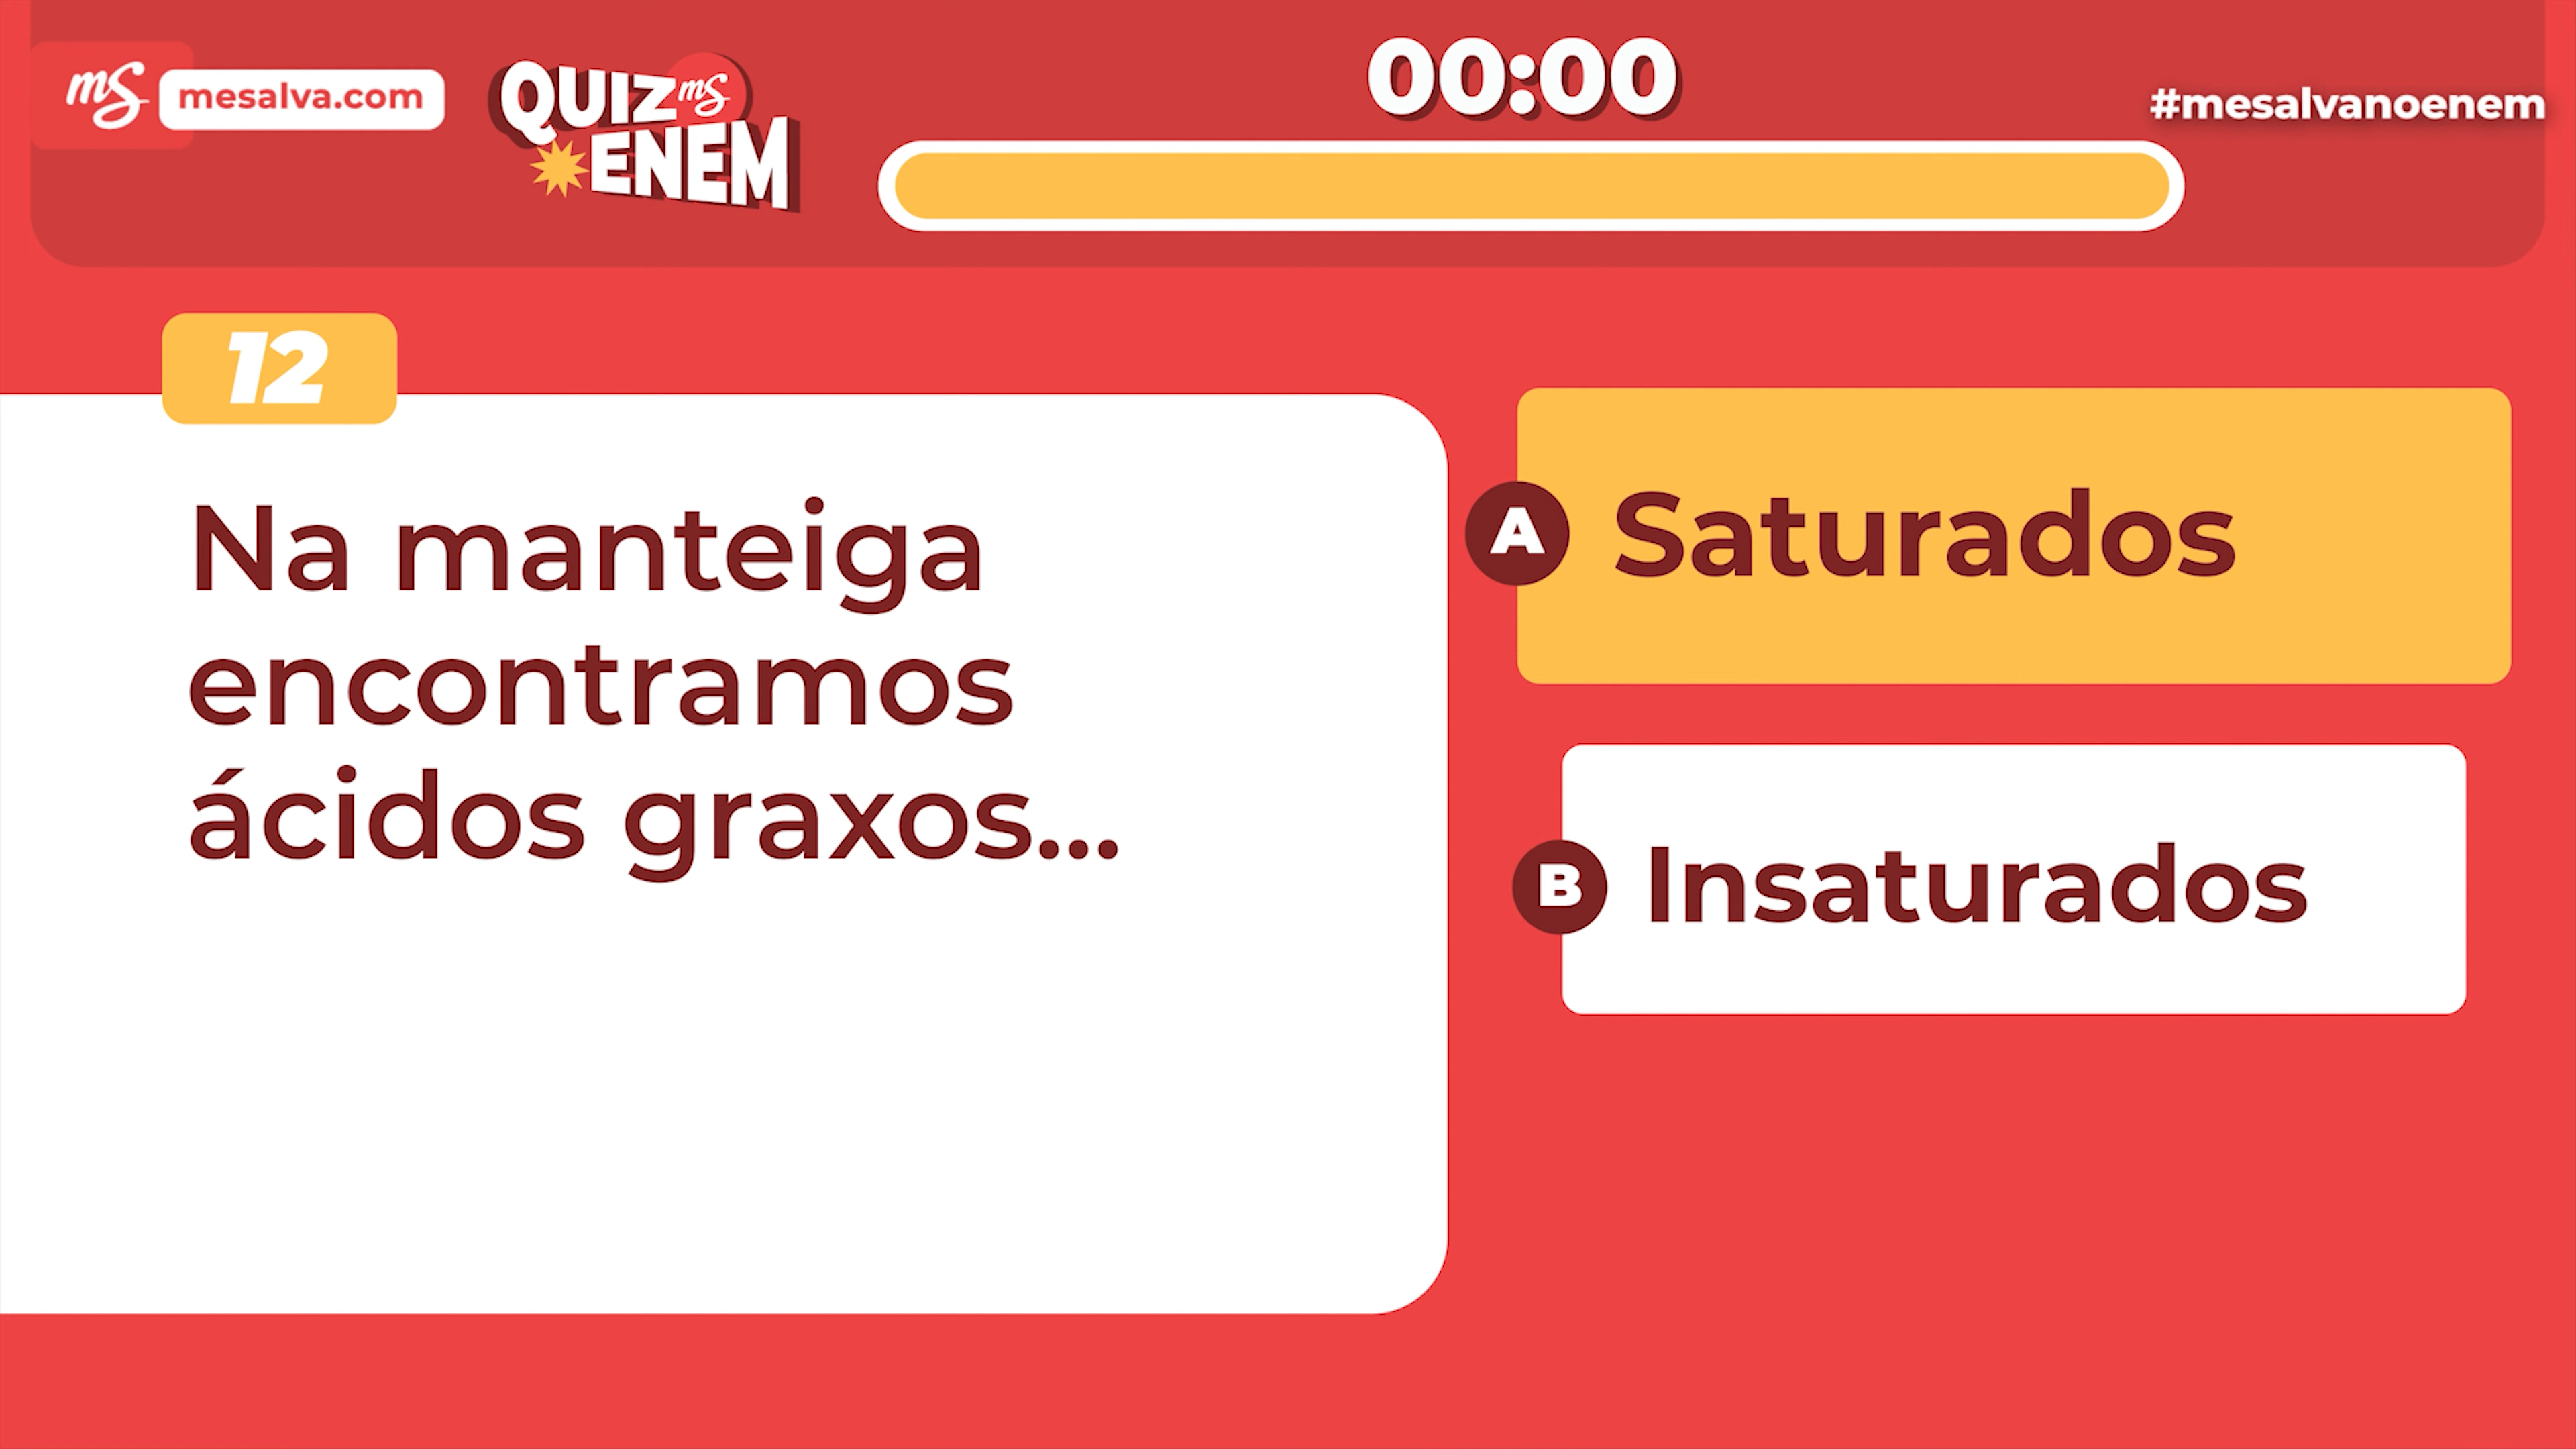 mS mesalva.com
QUIZ mS
ENEM
00:00
#mesalvanoenem
12
Na manteiga
encontramos
ácidos graxos...
A Saturados
B Insaturados